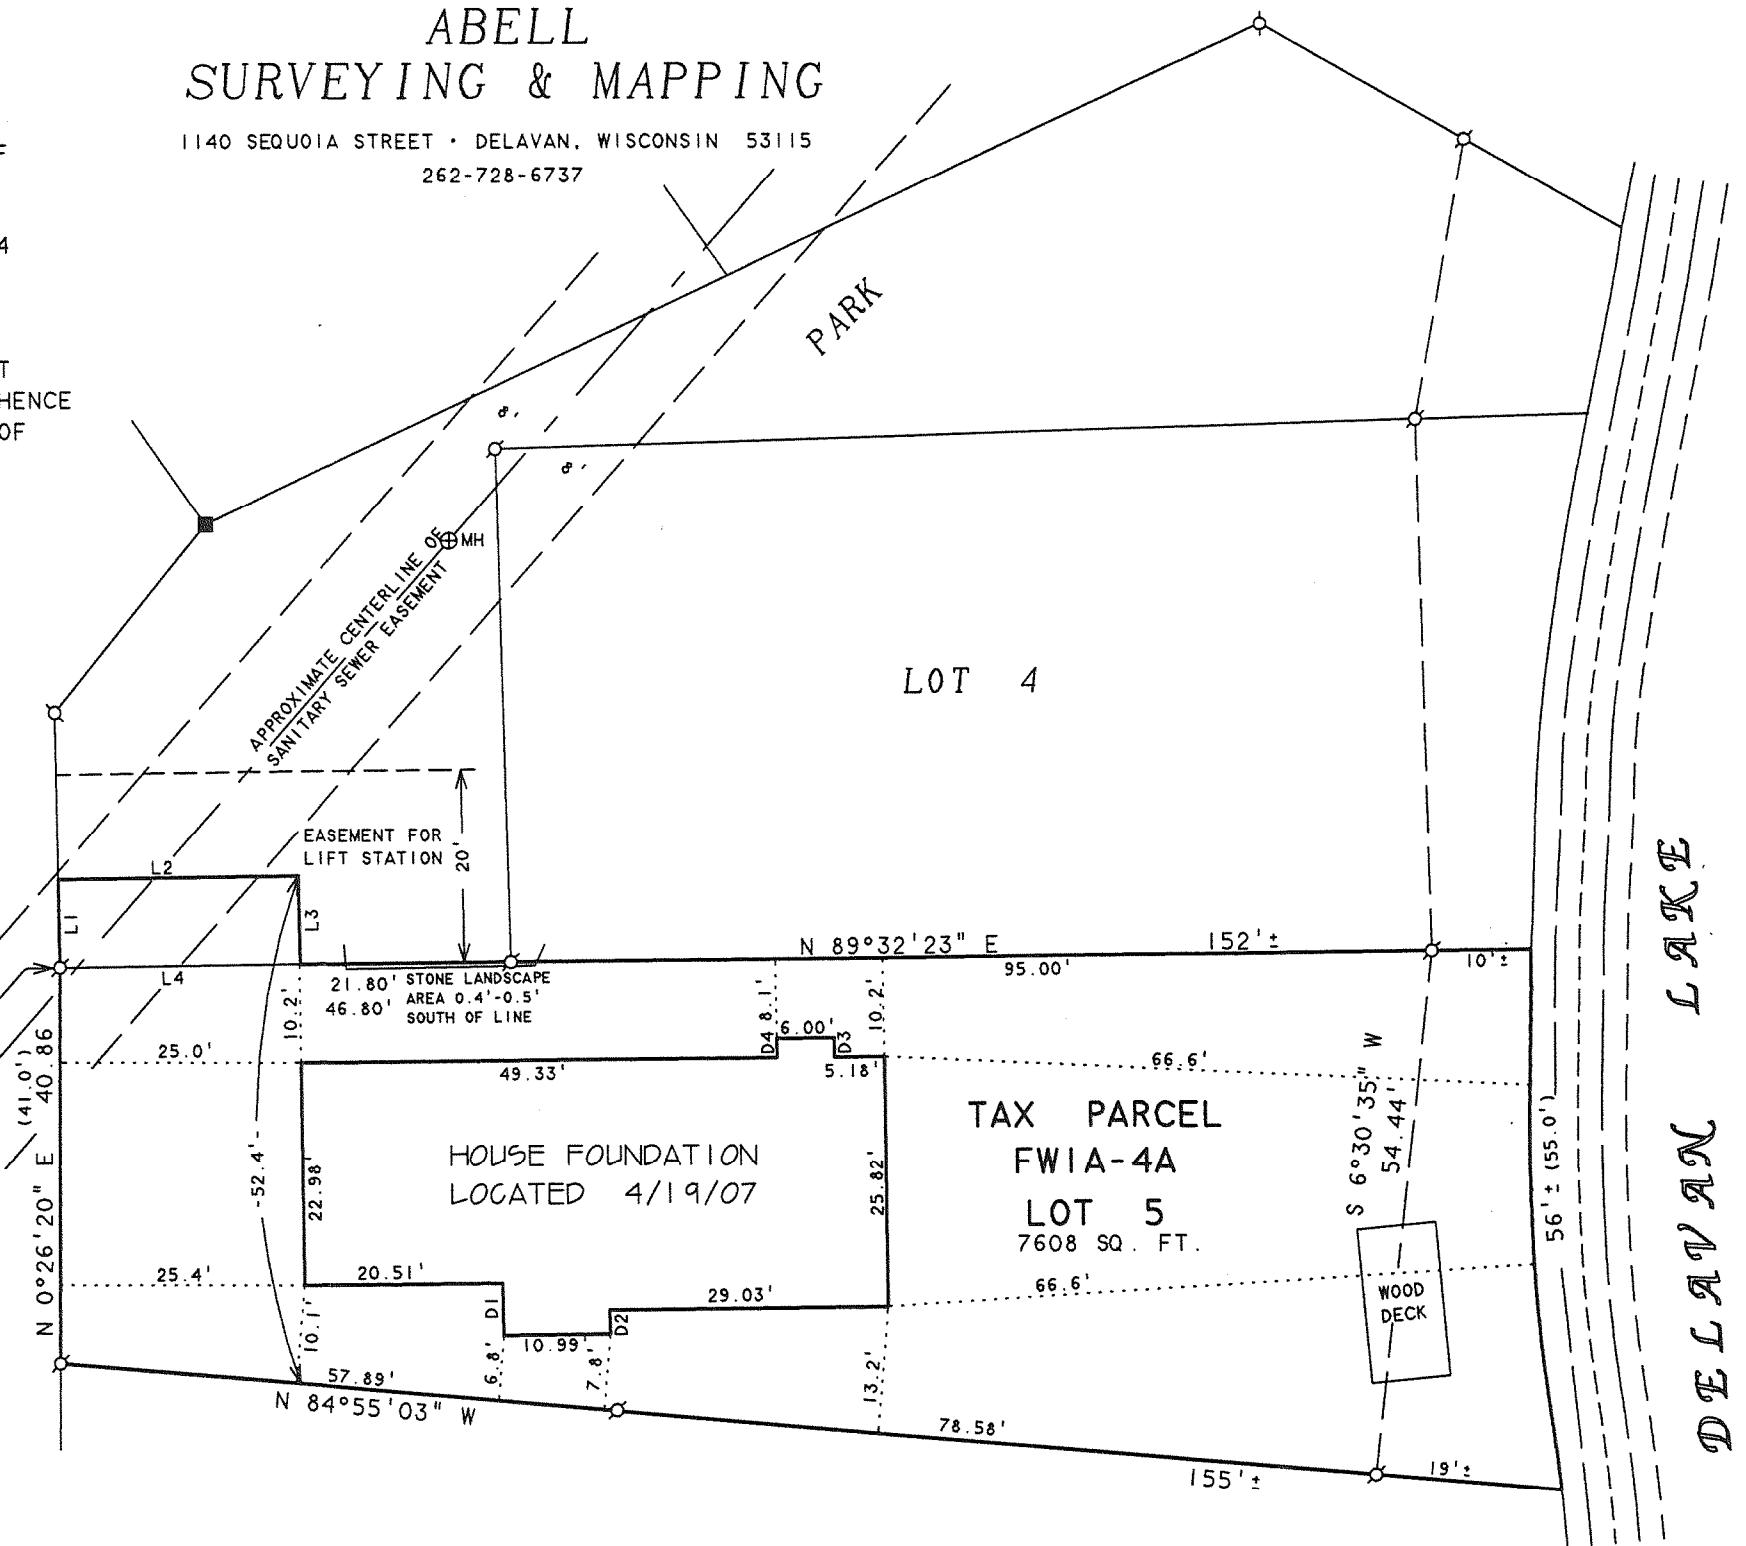 ABELL
SURVEYING & MAPPING
1140 SEQUOIA STREET • DELAVAN, WISCONSIN 53115
262-728-6737
F
4
T
HENCE
OF
PARK
8'
8'
MH
APPROXIMATE CENTERLINE OF
SANITARY SEWER EASEMENT
LOT 4
EASEMENT FOR
LIFT STATION
20'
L2
L1
L3
L4
N 89°32'23" E
152'±
95.00'
10'±
21.80'
46.80'
STONE LANDSCAPE
AREA 0.4'-0.5'
SOUTH OF LINE
10.2'
8.1'
10.2'
D4
6.00'
D3
25.0'
49.33'
5.18'
66.6'
N 0°26'20" E 40.86
(41.0')
52.4'
22.98'
HOUSE FOUNDATION
LOCATED 4/19/07
25.82'
TAX PARCEL
FW1A-4A
LOT 5
7608 SQ. FT.
S 6°30'35" W
54.44'
56'± (55.0')
25.4'
20.51'
D1
29.03'
66.6'
WOOD
DECK
10.1'
10.99'
D2
6.8'
7.8'
13.2'
57.89'
N 84°55'03" W
78.58'
155'±
19'±
DELAVAN LAKE